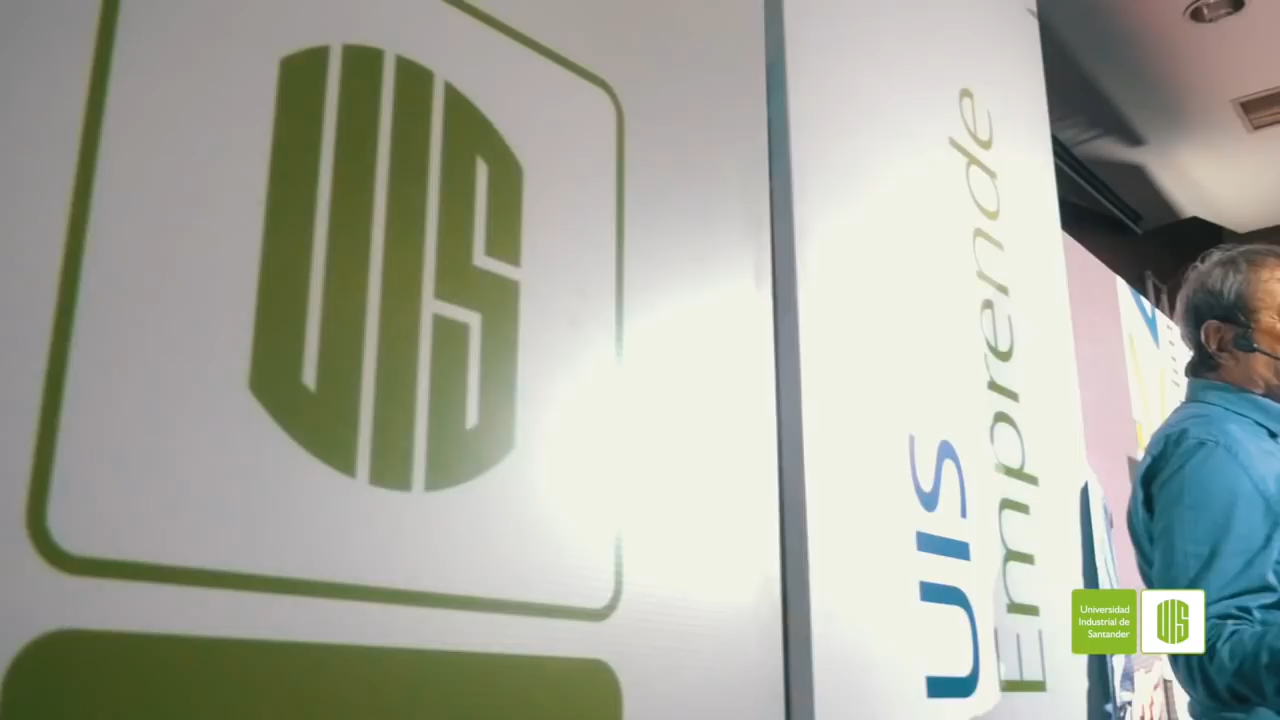 UIS
UIS
Emprende
Universidad
Industrial de
Santander
UIS